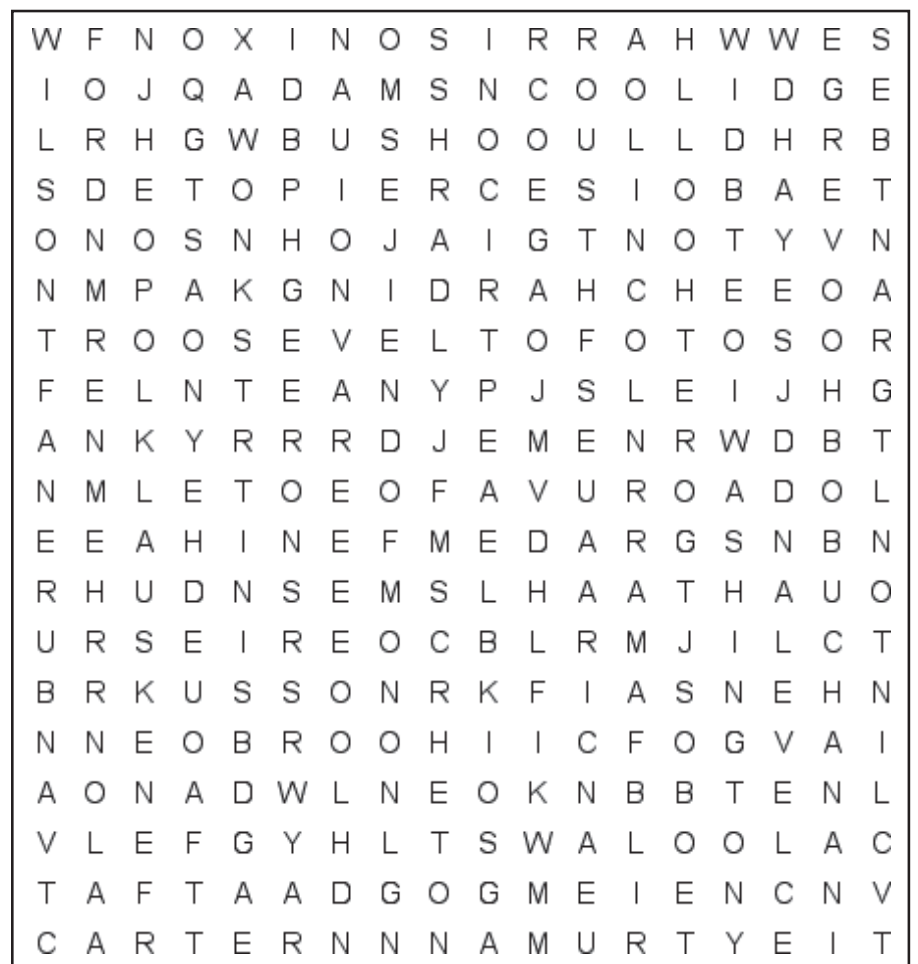 W F N O X I N O S I R R A H W W E S
I O J Q A D A M S N C O O L I D G E
L R H G W B U S H O O U L L D H R B
S D E T O P I E R C E S I O B A E T
O N O S N H O J A I G T N O T Y V N
N M P A K G N I D R A H C H E E O A
T R O O S E V E L T O F O T O S O R
F E L N T E A N Y P J S L E I J H G
A N K Y R R R D J E M E N R W D B T
N M L E T O E O F A V U R O A D O L
E E A H I N E F M E D A R G S N B N
R H U D N S E M S L H A A T H A U O
U R S E I R E O C B L R M J I L C T
B R K U S S O N R K F I A S N E H N
N N E O B R O O H I I C F O G V A I
A O N A D W L N E O K N B B T E N L
V L E F G Y H L T S W A L O O L A C
T A F T A A D G O G M E I E N C N V
C A R T E R N N N A M U R T Y E I T